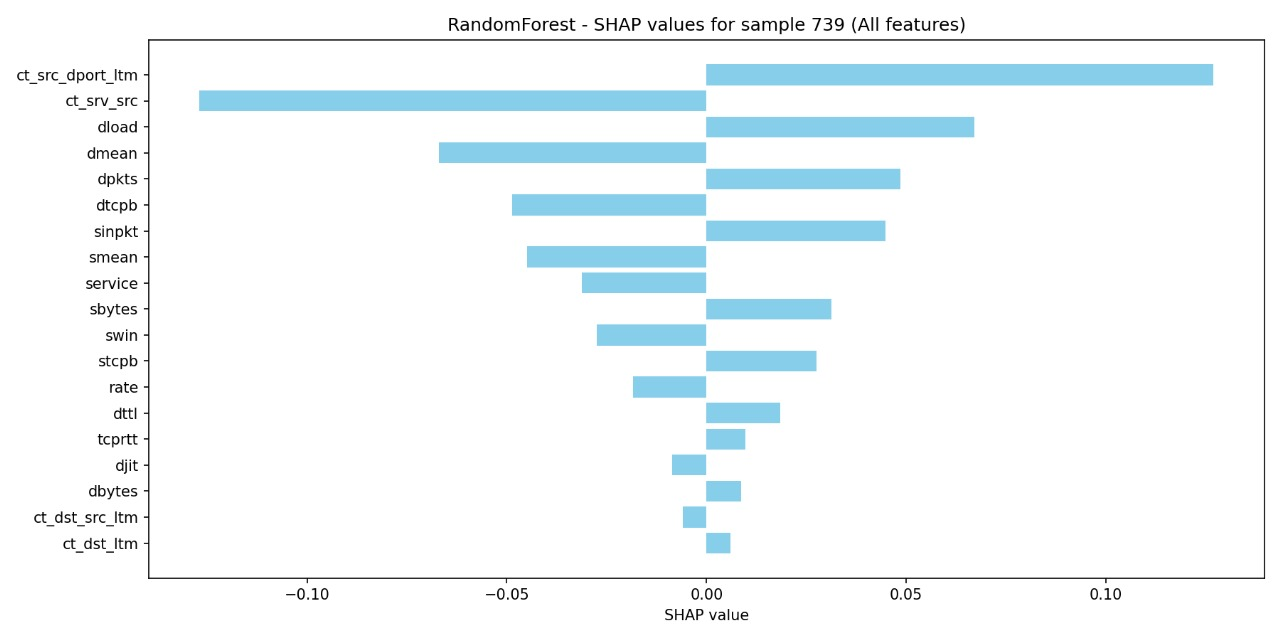 RandomForest - SHAP values for sample 739 (All features)
ct_src_dport_ltm
ct_srv_src
dload
dmean
dpkts
dtcpb
sinpkt
smean
service
sbytes
swin
stcpb
rate
dttl
tcprtt
djit
dbytes
ct_dst_src_ltm
ct_dst_ltm
−0.10 −0.05 0.00 0.05 0.10
SHAP value